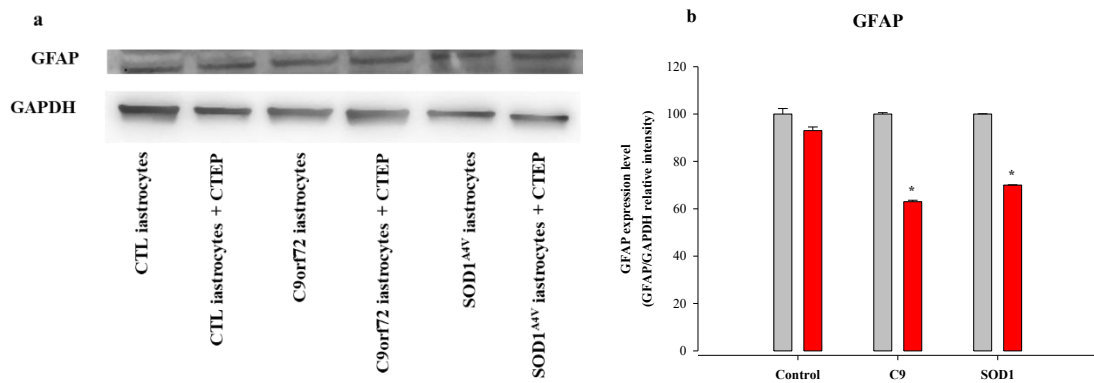 a
GFAP
GAPDH
CTL iastrocytes
CTL iastrocytes + CTEP
C9orf72 iastrocytes
C9orf72 iastrocytes + CTEP
SOD1ᴬ⁴ⱽ iastrocytes
SOD1ᴬ⁴ⱽ iastrocytes + CTEP
b
GFAP
GFAP expression level
(GFAP/GAPDH relative intensity)
120
100
80
60
40
20
0
*
*
Control
C9
SOD1